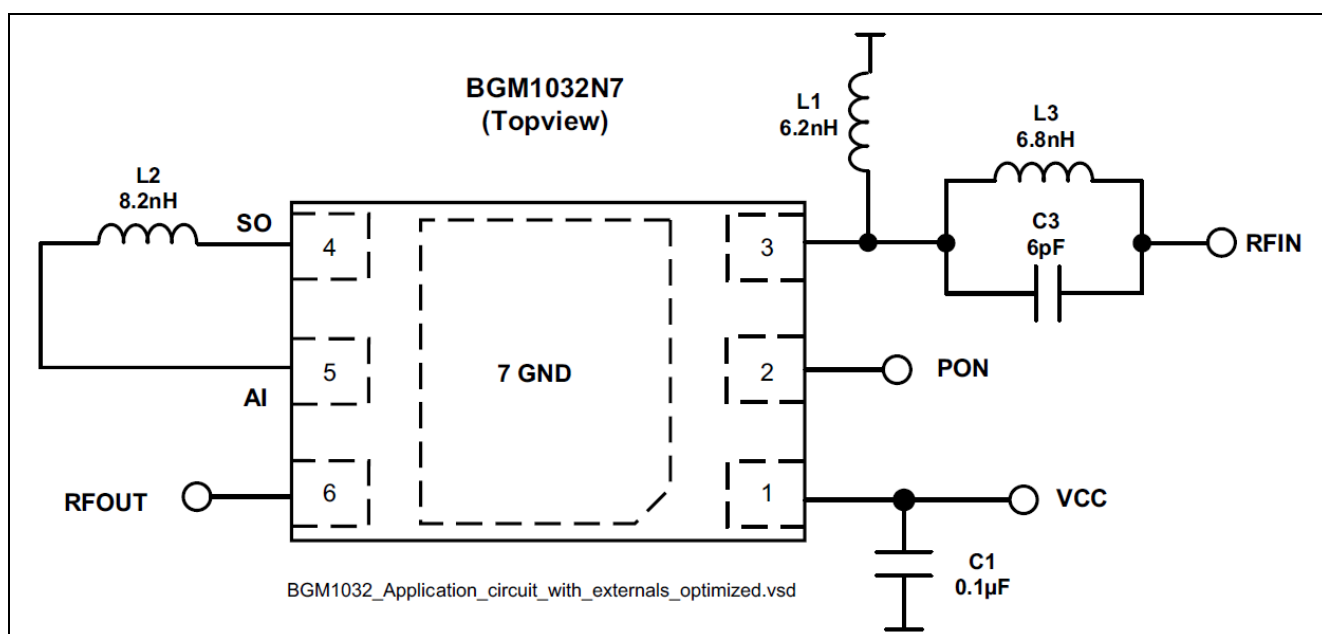 BGM1032N7
(Topview)
L1
6.2nH
L3
6.8nH
L2
8.2nH
SO
4
3
C3
6pF
RFIN
5
7 GND
2
PON
AI
RFOUT
6
1
VCC
C1
0.1µF
BGM1032_Application_circuit_with_externals_optimized.vsd